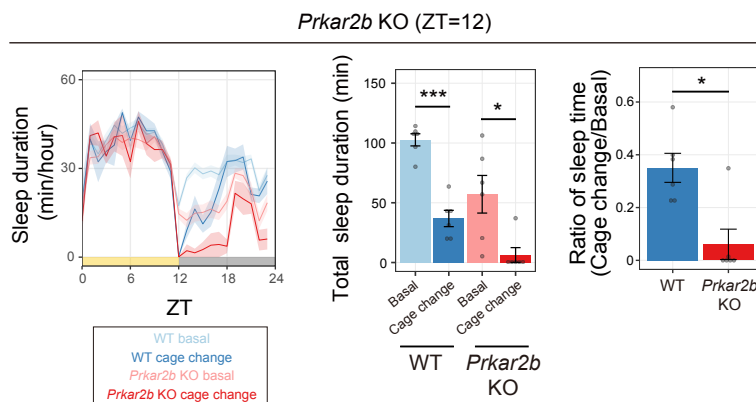 Prkar2b KO (ZT=12)
Sleep duration
(min/hour)
60
30
0
0
6
12
18
24
ZT
WT basal
WT cage change
Prkar2b KO basal
Prkar2b KO cage change
Total sleep duration (min)
150
100
50
0
***
*
Basal
Cage change
Basal
Cage change
WT
Prkar2b
KO
Ratio of sleep time
(Cage change/Basal)
0.6
0.4
0.2
0
*
WT
Prkar2b
KO